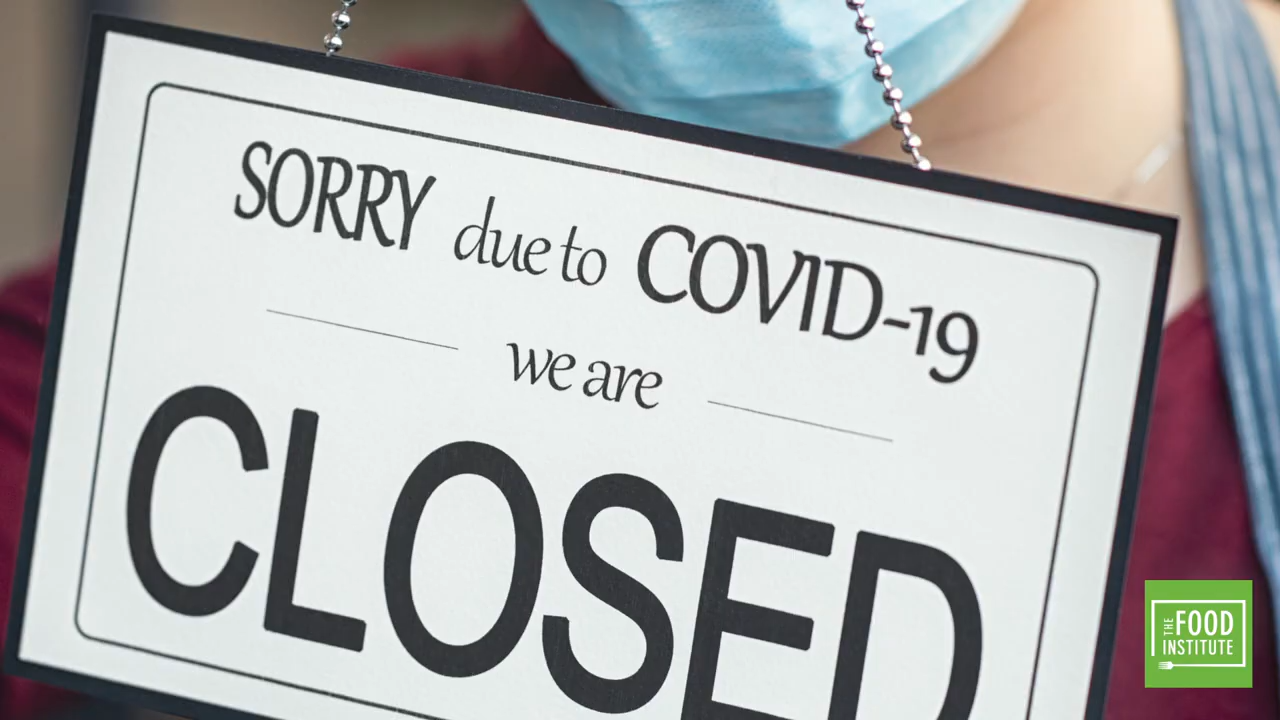 SORRY due to COVID-19
we are
CLOSED
THE
FOOD
INSTITUTE